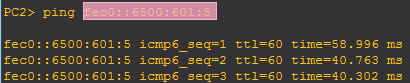 PC2> ping fec0::6500:601:5
fec0::6500:601:5 icmp6_seq=1 ttl=60 time=58.996 ms
fec0::6500:601:5 icmp6_seq=2 ttl=60 time=40.763 ms
fec0::6500:601:5 icmp6_seq=3 ttl=60 time=40.302 ms